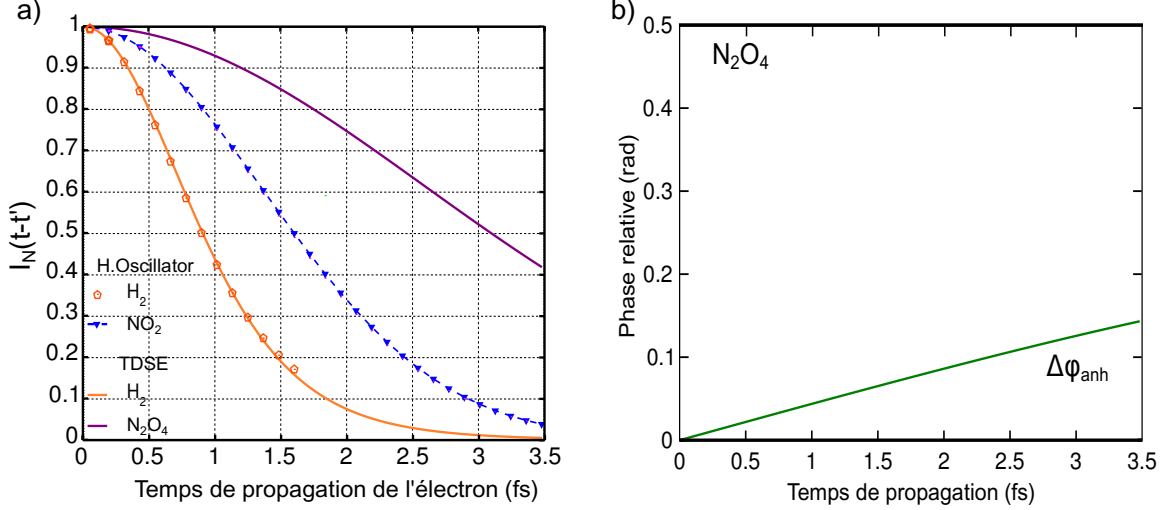 a)
I_N(t-t')
1
0.9
0.8
0.7
0.6
0.5
0.4
0.3
0.2
0.1
0
H.Oscillator
H₂
NO₂
TDSE
H₂
N₂O₄
0 0.5 1 1.5 2 2.5 3 3.5
Temps de propagation de l'électron (fs)
b)
Phase relative (rad)
0.5
0.4
0.3
0.2
0.1
0
N₂O₄
Δφ_anh
0 0.5 1 1.5 2 2.5 3 3.5
Temps de propagation (fs)